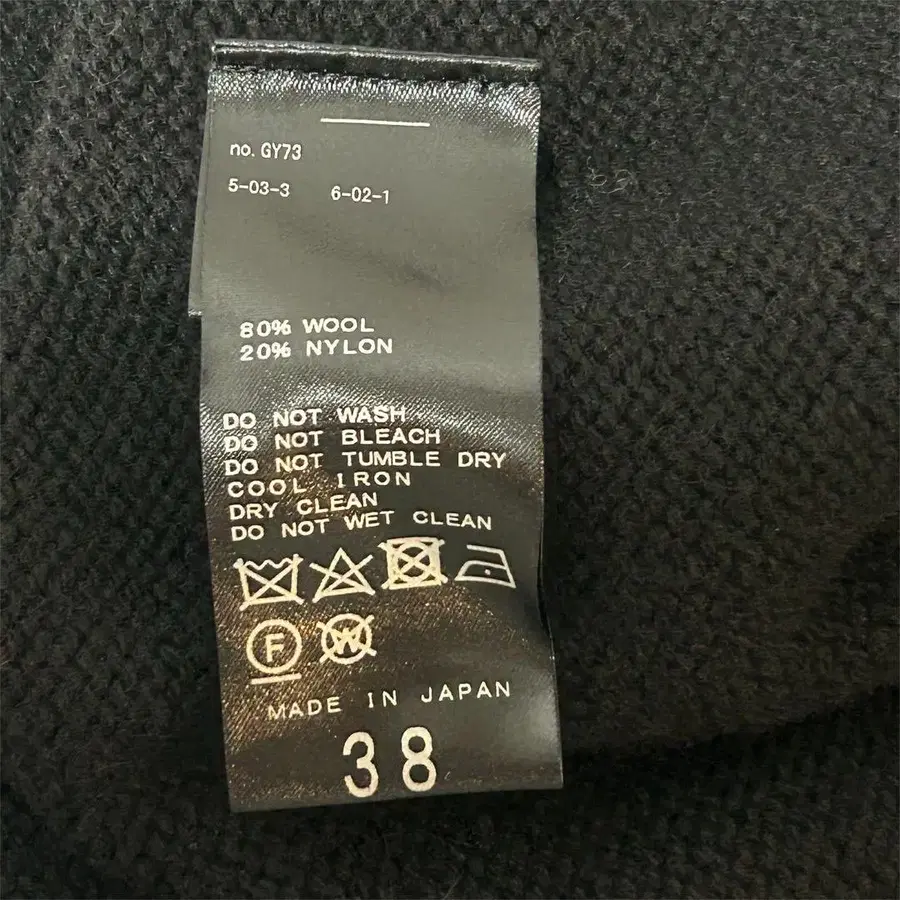 no. GY73
5-03-3 6-02-1
80% WOOL
20% NYLON
DO NOT WASH
DO NOT BLEACH
DO NOT TUMBLE DRY
COOL IRON
DRY CLEAN
DO NOT WET CLEAN
F W
MADE IN JAPAN
38